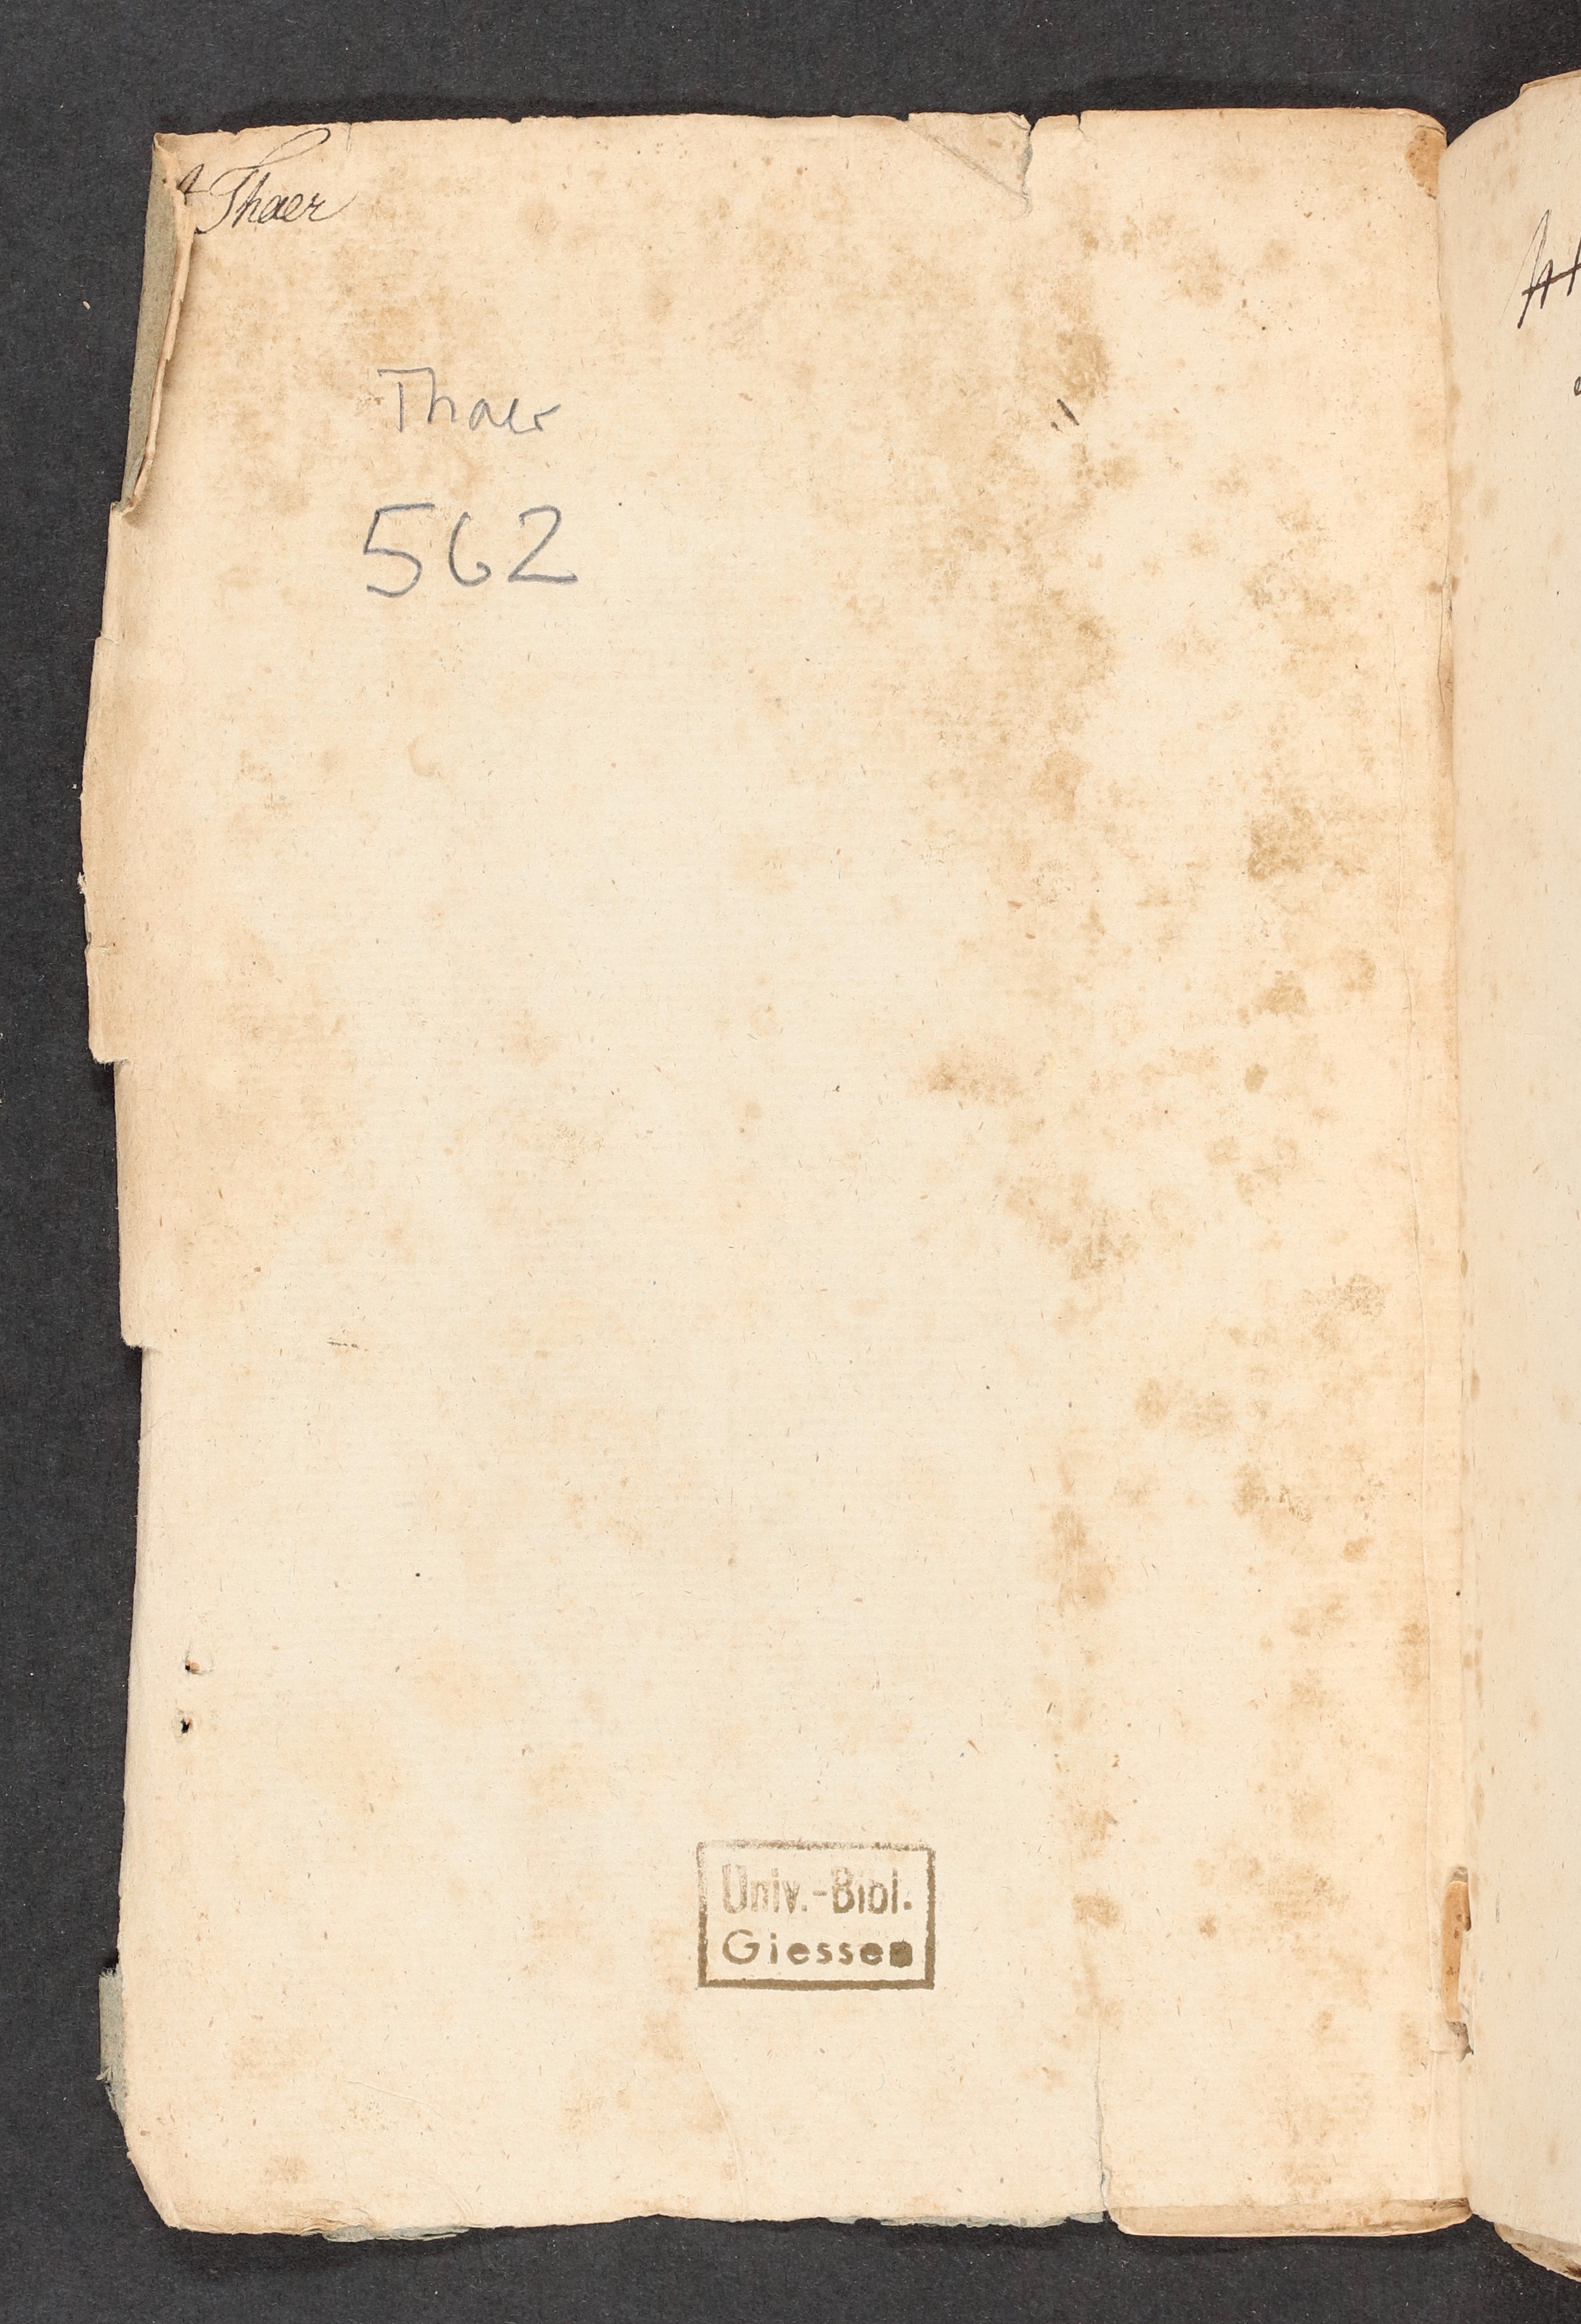 Thaer
Thaer
562
Univ.-Bibl.
Giessen